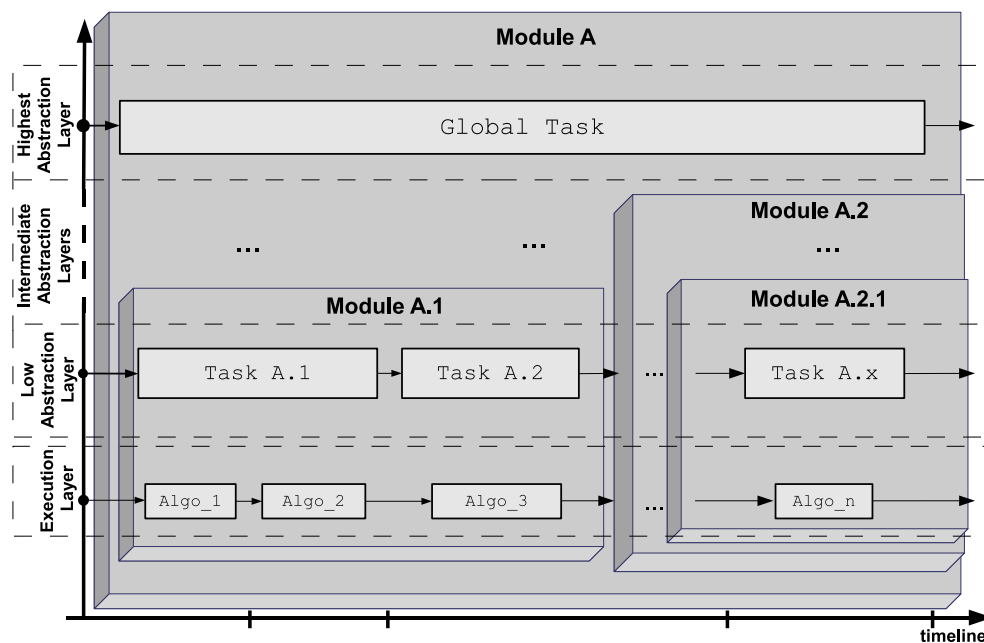 Module A
Highest
Abstraction
Layer
Global Task
Intermediate
Abstraction
Layers
...
...
Module A.2
...
Module A.1
Module A.2.1
Low
Abstraction
Layer
Task A.1
Task A.2
...
Task A.x
Execution
Layer
Algo_1
Algo_2
Algo_3
...
Algo_n
timeline